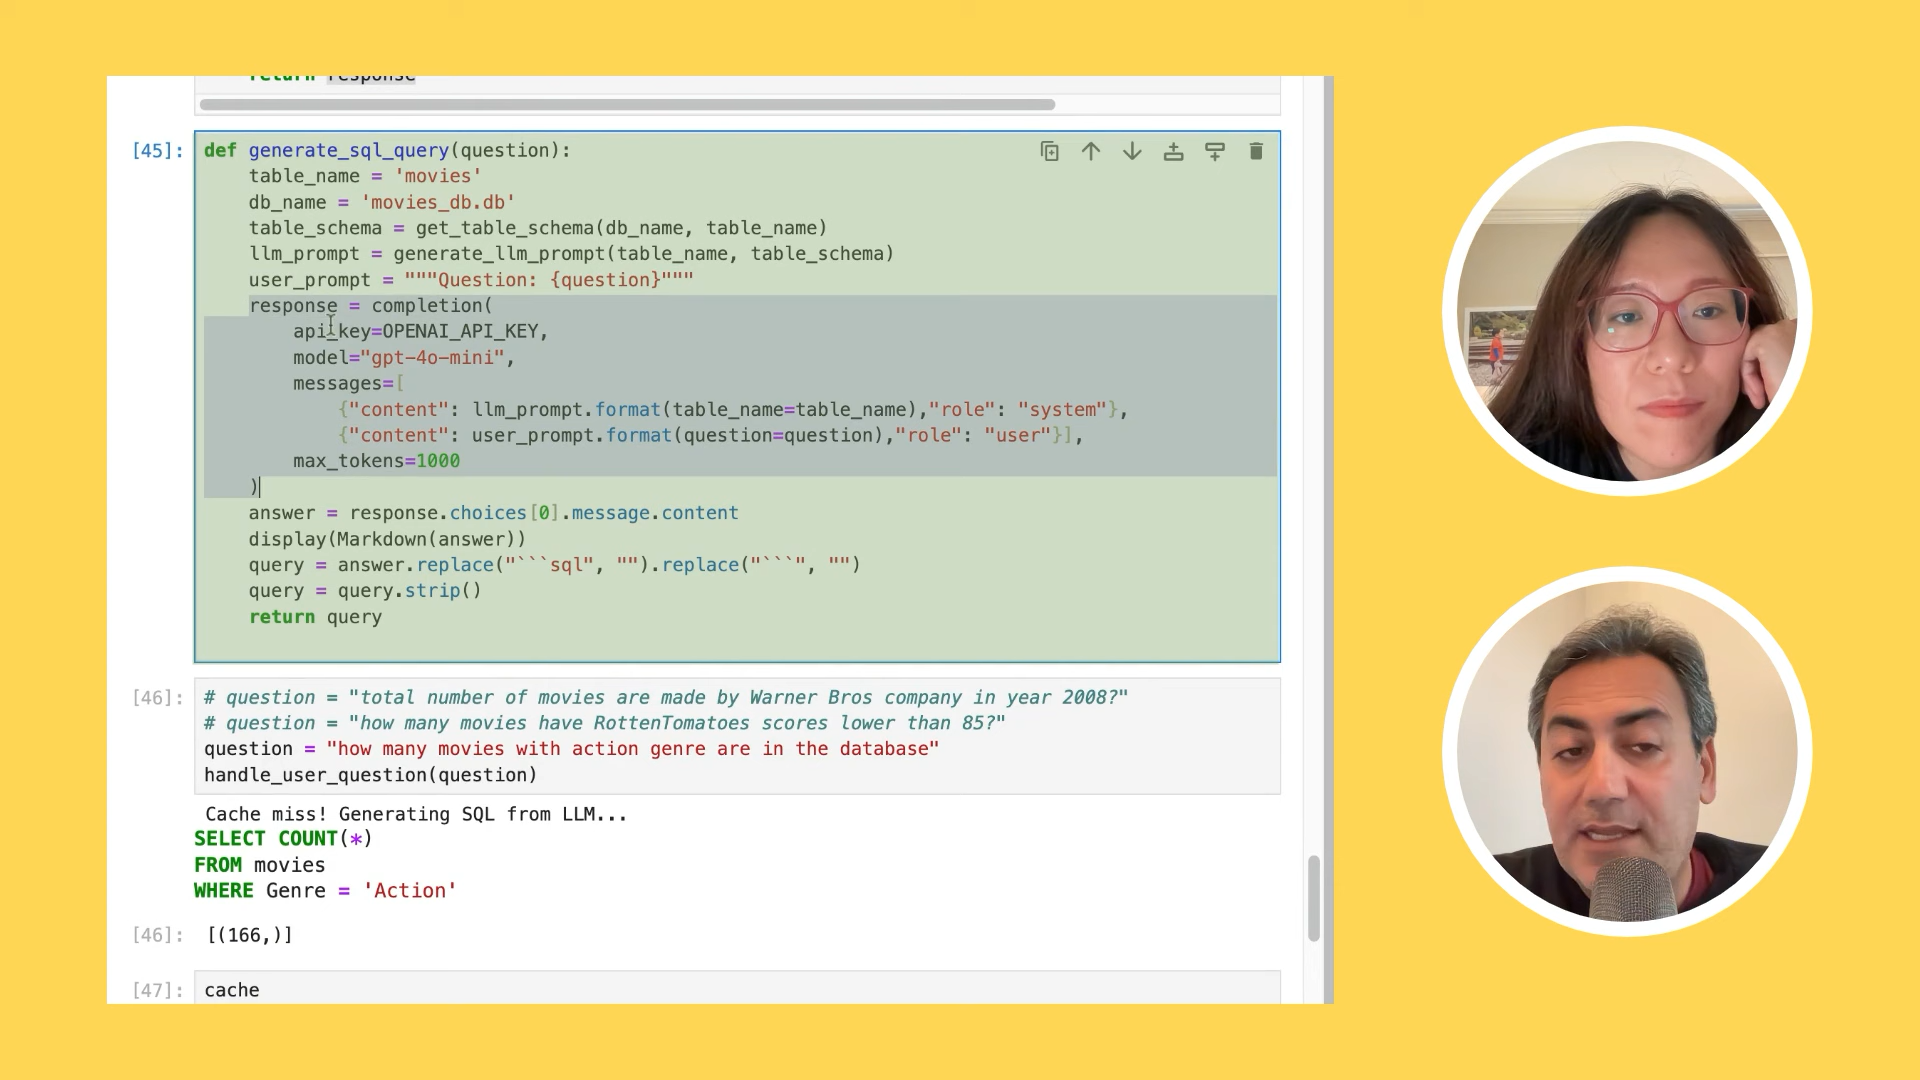 return response
[45]:
def generate_sql_query(question):
    table_name = 'movies'
    db_name = 'movies_db.db'
    table_schema = get_table_schema(db_name, table_name)
    llm_prompt = generate_llm_prompt(table_name, table_schema)
    user_prompt = """Question: {question}"""
    response = completion(
        api_key=OPENAI_API_KEY,
        model="gpt-4o-mini",
        messages=[
            {"content": llm_prompt.format(table_name=table_name),"role": "system"},
            {"content": user_prompt.format(question=question),"role": "user"}],
        max_tokens=1000
    )
    answer = response.choices[0].message.content
    display(Markdown(answer))
    query = answer.replace("```sql", "").replace("```", "")
    query = query.strip()
    return query
[46]:
# question = "total number of movies are made by Warner Bros company in year 2008?"
# question = "how many movies have RottenTomatoes scores lower than 85?"
question = "how many movies with action genre are in the database"
handle_user_question(question)
Cache miss! Generating SQL from LLM...
SELECT COUNT(*)
FROM movies
WHERE Genre = 'Action'
[46]: [(166,)]
[47]: cache